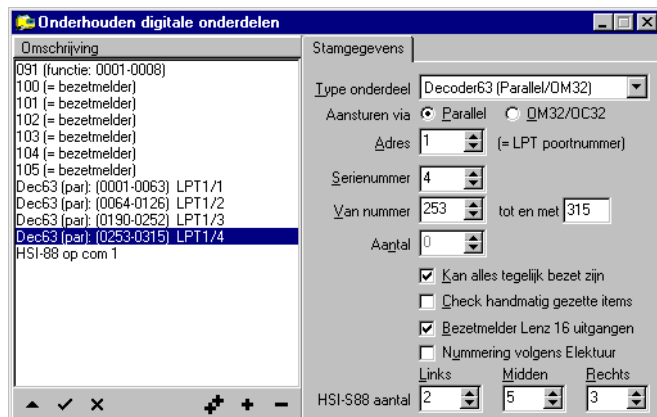 Onderhouden digitale onderdelen
Omschrijving
091 (functie: 0001-0008)
100 (= bezetmelder)
101 (= bezetmelder)
102 (= bezetmelder)
103 (= bezetmelder)
104 (= bezetmelder)
105 (= bezetmelder)
Dec63 (par): (0001-0063) LPT1/1
Dec63 (par): (0064-0126) LPT1/2
Dec63 (par): (0190-0252) LPT1/3
Dec63 (par): (0253-0315) LPT1/4
HSI-88 op com 1
Stamgegevens
Type onderdeel Decoder63 (Parallel/OM32)
Aansturen via Parallel OM32/OC32
Adres 1 (= LPT poortnummer)
Serienummer 4
Van nummer 253 tot en met 315
Aantal 0
Kan alles tegelijk bezet zijn
Check handmatig gezette items
Bezetmelder Lenz 16 uitgangen
Nummering volgens Elektuur
Links Midden Rechts
HSI-S88 aantal 2 5 3